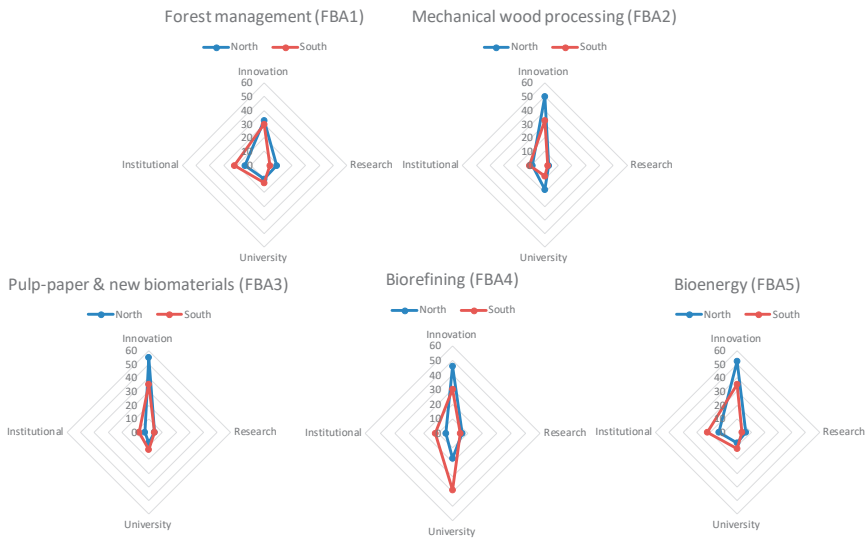 Forest management (FBA1)
North South
Innovation
60
50
40
30
20
10
0
Institutional
Research
University
Mechanical wood processing (FBA2)
North South
Innovation
60
50
40
30
20
10
0
Institutional
Research
University
Pulp-paper & new biomaterials (FBA3)
North South
Innovation
60
50
40
30
20
10
0
Institutional
Research
University
Biorefining (FBA4)
North South
Innovation
60
50
40
30
20
10
0
Institutional
Research
University
Bioenergy (FBA5)
North South
Innovation
60
50
40
30
20
10
0
Institutional
Research
University